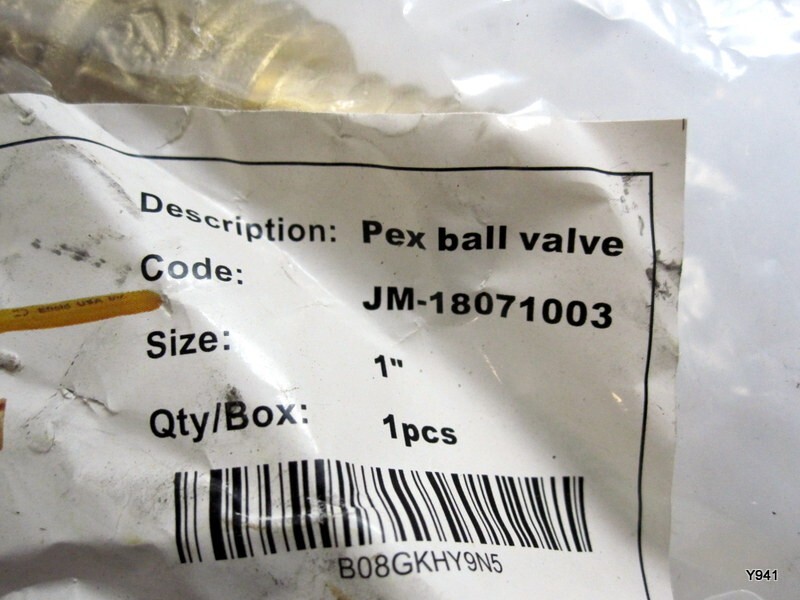 Description: Pex ball valve
Code: JM-18071003
Size: 1"
Qty/Box: 1pcs
B08GKHY9N5
Y941